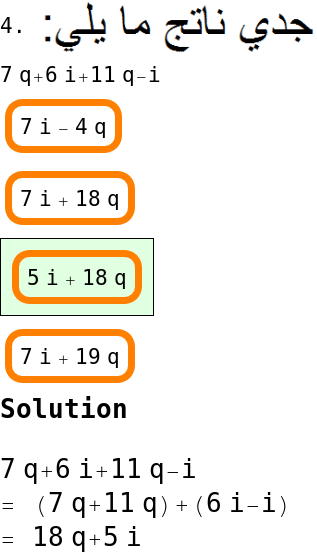 4. جدي ناتج ما يلي:
7 q+6 i+11 q−i
7 i − 4 q
7 i + 18 q
5 i + 18 q
7 i + 19 q
Solution
7 q+6 i+11 q−i
= (7 q+11 q)+(6 i−i)
= 18 q+5 i